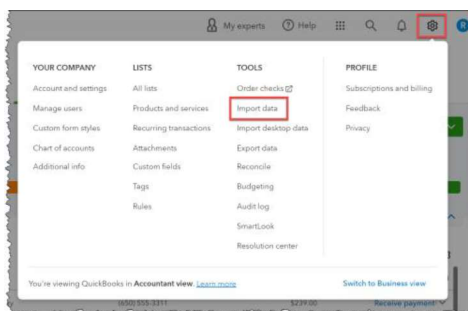 My experts Help
YOUR COMPANY
Account and settings
Manage users
Custom form styles
Chart of accounts
Additional info
LISTS
All lists
Products and services
Recurring transactions
Attachments
Custom fields
Tags
Rules
TOOLS
Order checks
Import data
Import desktop data
Export data
Reconcile
Budgeting
Audit log
SmartLook
Resolution center
PROFILE
Subscriptions and billing
Feedback
Privacy
You're viewing QuickBooks in Accountant view. Learn more
Switch to Business view
(650) 555-3311 $239.00 Receive payment